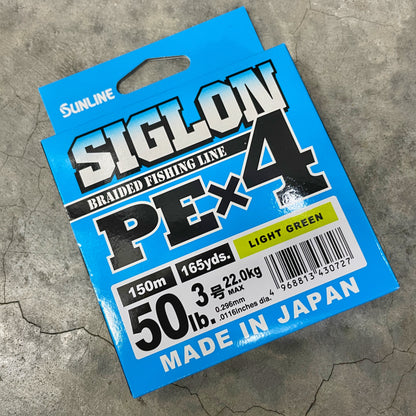 SUNLINE
SIGLON
BRAIDED FISHING LINE
PE×4
LIGHT GREEN
150m 165yds.
50lb. 3号 22.0kg MAX
0.296mm
.0116inches dia.
4 968813 430727
MADE IN JAPAN